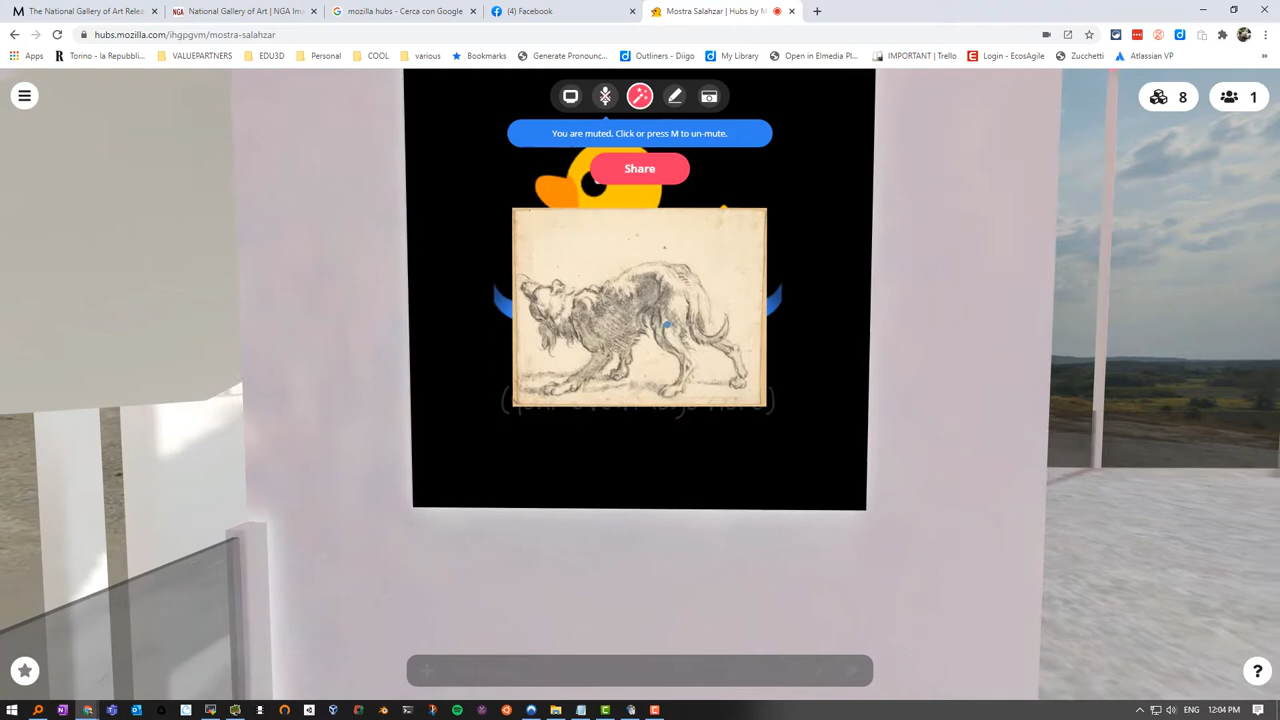 The National Gallery of Art Relea
National Gallery of Art | NGA Ima
mozilla hubs - Cerca con Google
(4) Facebook
Mostra Salahzar | Hubs by M
hubs.mozilla.com/ihgpgvm/mostra-salahzar
Apps
Torino - la Repubbli...
VALUEPARTNERS
EDU3D
Personal
COOL
various
Bookmarks
Generate Pronounc...
Outliners - Diigo
My Library
Open in Elmedia Pl...
IMPORTANT | Trello
Login - EcosAgile
Zucchetti
Atlassian VP
8
1
You are muted. Click or press M to un-mute.
Share
?
ENG
12:04 PM